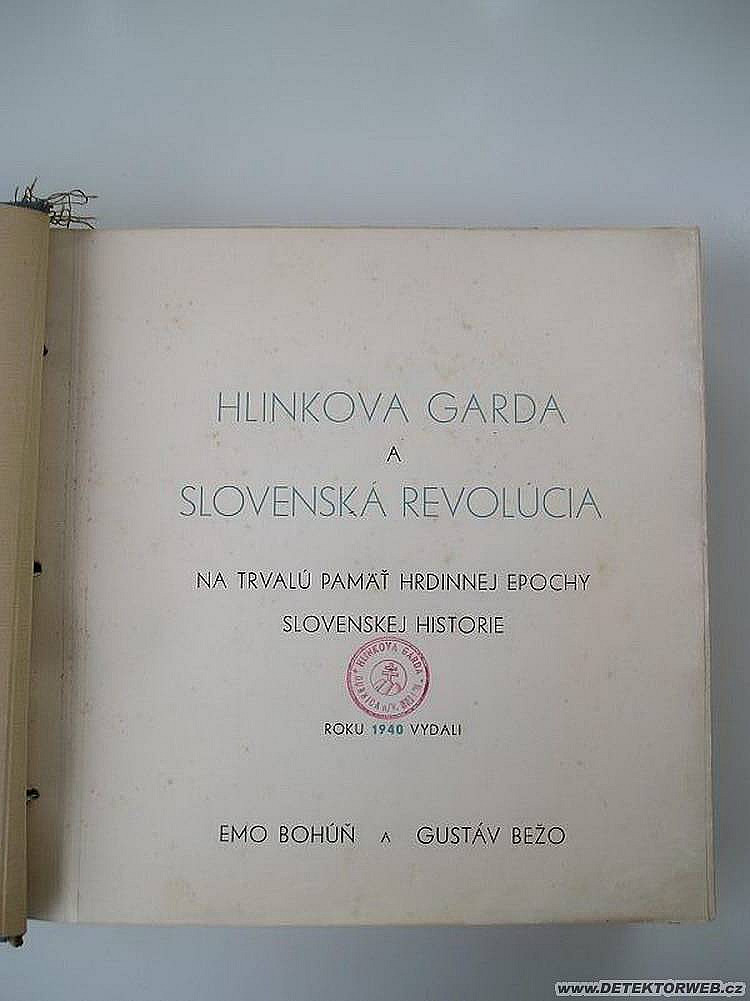 HLINKOVA GARDA
A
SLOVENSKÁ REVOLÚCIA
NA TRVALÚ PAMÄŤ HRDINNEJ EPOCHY
SLOVENSKEJ HISTORIE
HLINKOVA GARDA
ROKU 1940 VYDALI
EMO BOHÚŇ A GUSTÁV BEŽO
www.DETEKTORWEB.cz